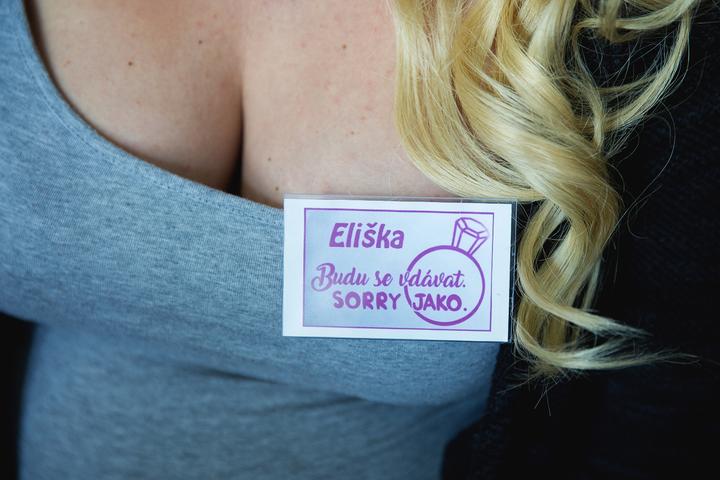 Eliška
Budu se vdávat.
SORRY JAKO.